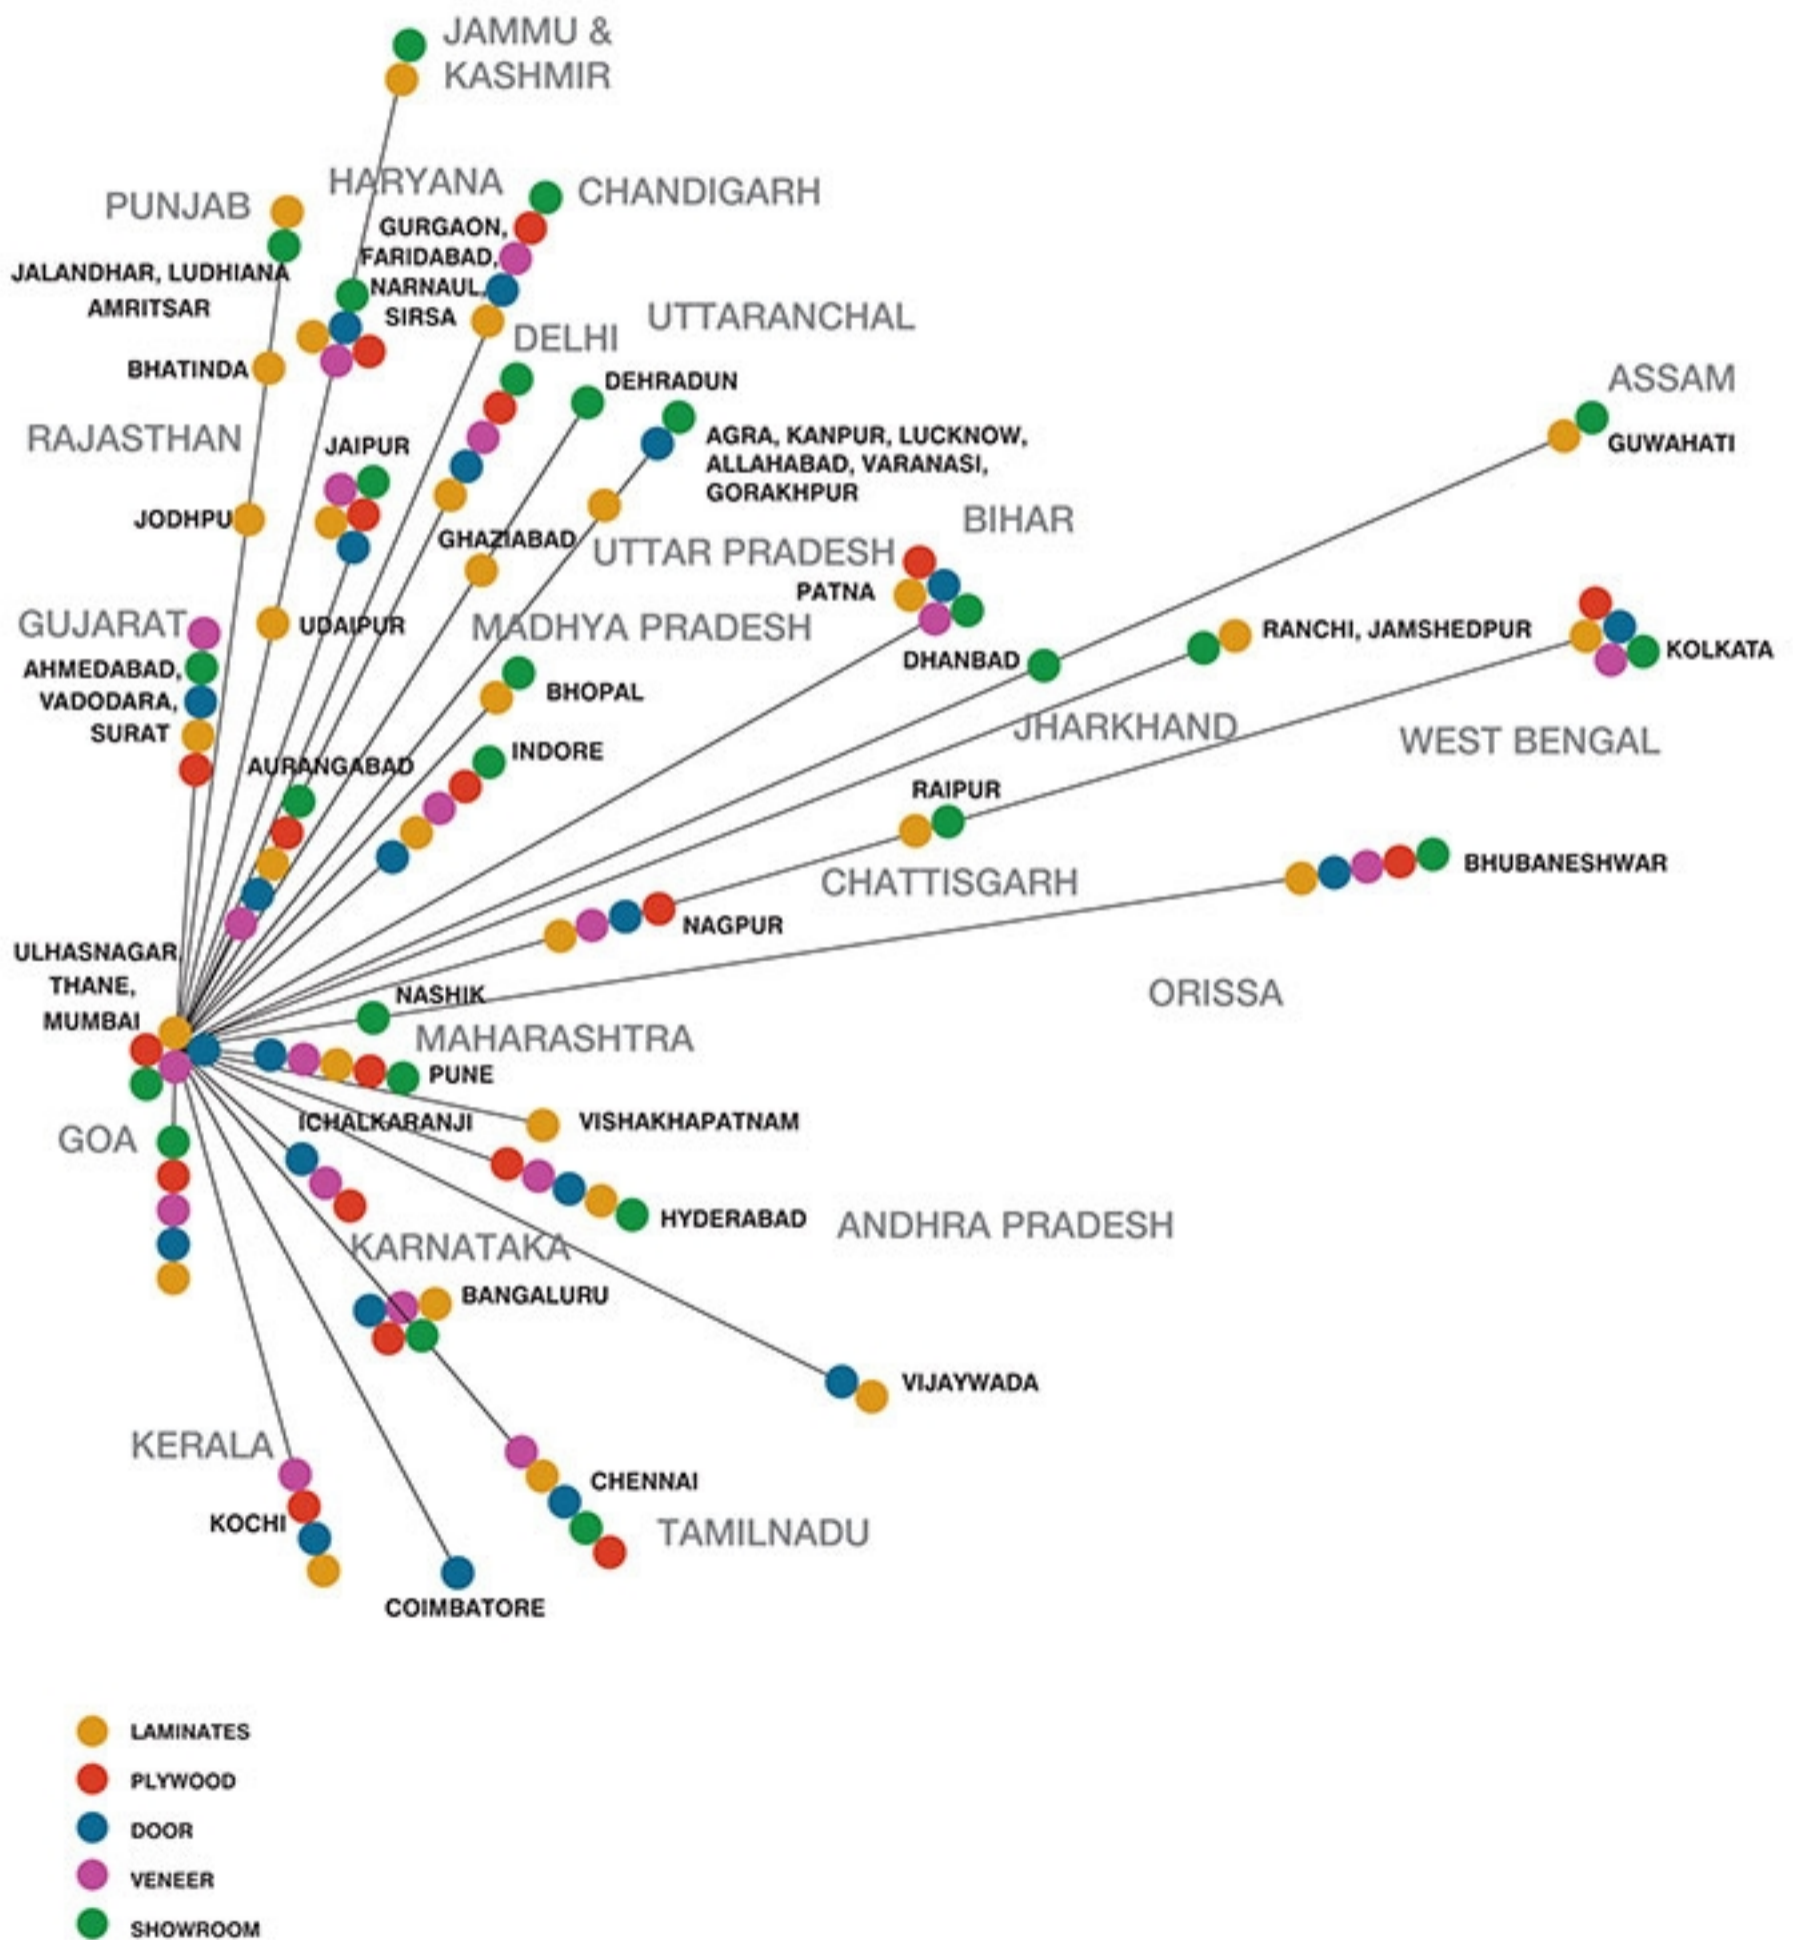 JAMMU &
KASHMIR
HARYANA
CHANDIGARH
PUNJAB
GURGAON,
FARIDABAD,
NARNAUL,
SIRSA
JALANDHAR, LUDHIANA
AMRITSAR
UTTARANCHAL
DELHI
BHATINDA
DEHRADUN
ASSAM
GUWAHATI
RAJASTHAN
JAIPUR
AGRA, KANPUR, LUCKNOW,
ALLAHABAD, VARANASI,
GORAKHPUR
JODHPU
BIHAR
GHAZIABAD
UTTAR PRADESH
PATNA
GUJARAT
UDAIPUR
MADHYA PRADESH
RANCHI, JAMSHEDPUR
KOLKATA
AHMEDABAD,
VADODARA,
SURAT
DHANBAD
BHOPAL
JHARKHAND
WEST BENGAL
AURANGABAD
INDORE
RAIPUR
BHUBANESHWAR
CHATTISGARH
NAGPUR
ULHASNAGAR,
THANE,
MUMBAI
NASHIK
ORISSA
MAHARASHTRA
PUNE
ICHALKARANJI
VISHAKHAPATNAM
GOA
HYDERABAD
ANDHRA PRADESH
KARNATAKA
BANGALURU
VIJAYWADA
KERALA
CHENNAI
KOCHI
TAMILNADU
COIMBATORE
LAMINATES
PLYWOOD
DOOR
VENEER
SHOWROOM